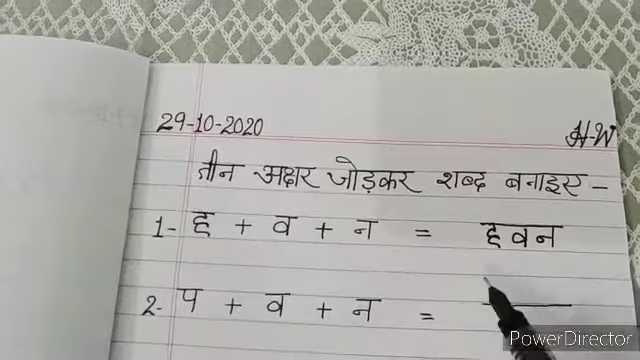 29-10-2020 H-W
तीन अक्षर जोड़कर शब्द बनाइए -
1- ह + व + न = हवन
2- प + व + न =
PowerDirector